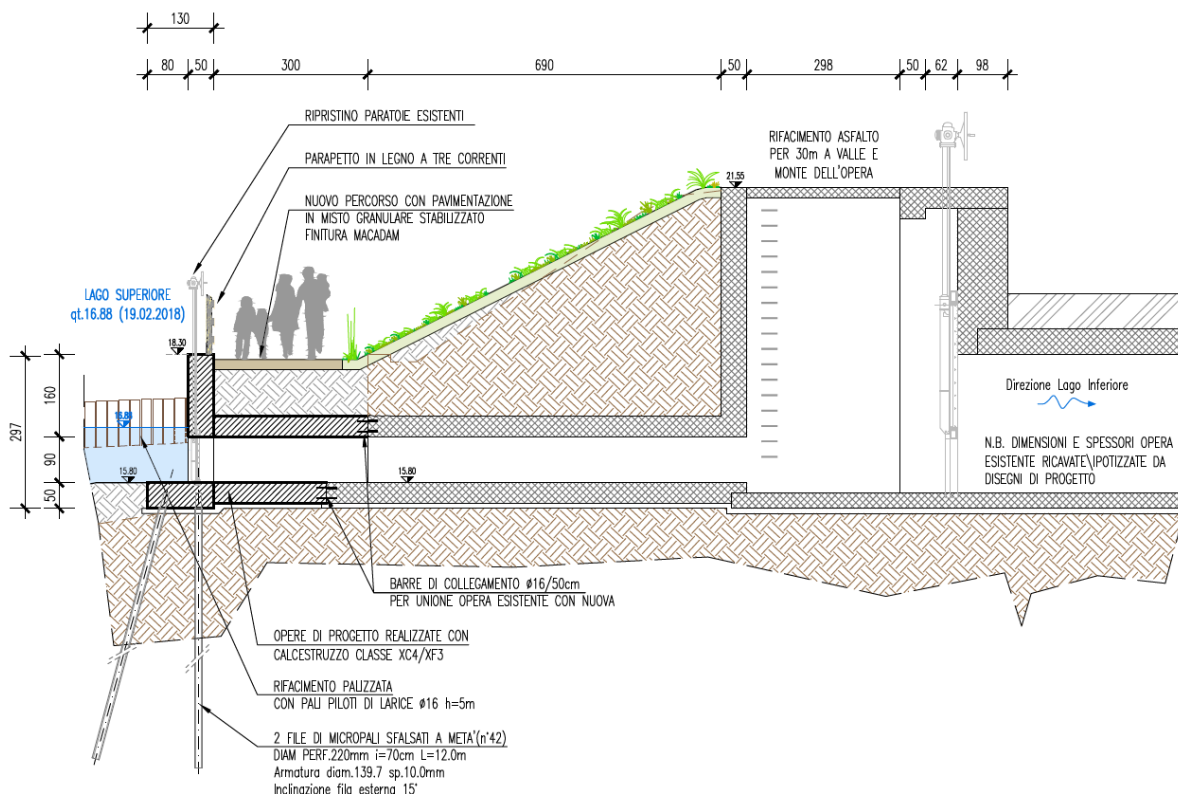 130
80
50
300
690
50
298
50
62
98
RIPRISTINO PARATOIE ESISTENTI
PARAPETTO IN LEGNO A TRE CORRENTI
NUOVO PERCORSO CON PAVIMENTAZIONE
IN MISTO GRANULARE STABILIZZATO
FINITURA MACADAM
RIFACIMENTO ASFALTO
PER 30m A VALLE E
MONTE DELL'OPERA
21.55
LAGO SUPERIORE
qt.16.88 (19.02.2018)
18.30
160
297
90
50
16.88
15.80
15.80
Direzione Lago Inferiore
N.B. DIMENSIONI E SPESSORI OPERA
ESISTENTE RICAVATE\IPOTIZZATE DA
DISEGNI DI PROGETTO
BARRE DI COLLEGAMENTO ø16/50cm
PER UNIONE OPERA ESISTENTE CON NUOVA
OPERE DI PROGETTO REALIZZATE CON
CALCESTRUZZO CLASSE XC4/XF3
RIFACIMENTO PALIZZATA
CON PALI PILOTI DI LARICE ø16 h=5m
2 FILE DI MICROPALI SFALSATI A META'(n°42)
DIAM PERF.220mm i=70cm L=12.0m
Armatura diam.139.7 sp.10.0mm
Inclinazione fila esterna 15°